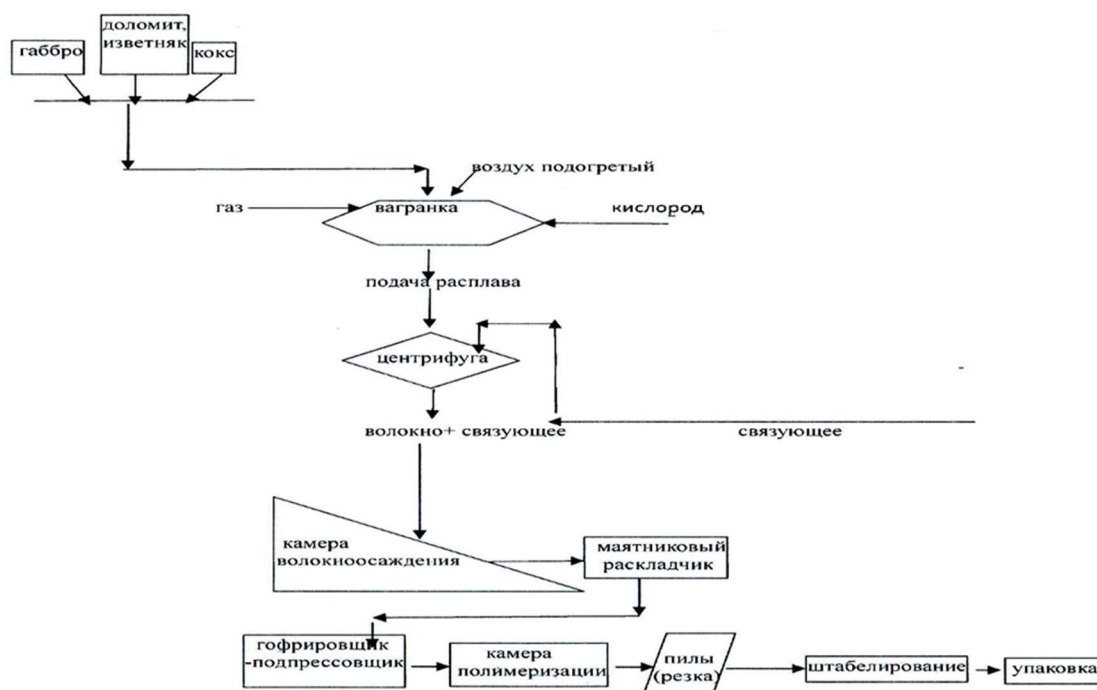 габбро
доломит,
изветняк
кокс
воздух подогретый
газ
вагранка
кислород
подача расплава
центрифуга
волокно+ связующее
связующее
камера
волокноосаждения
маятниковый
раскладчик
гофрировщик
-подпрессовщик
камера
полимеризации
пилы
(резка)
штабелирование
упаковка